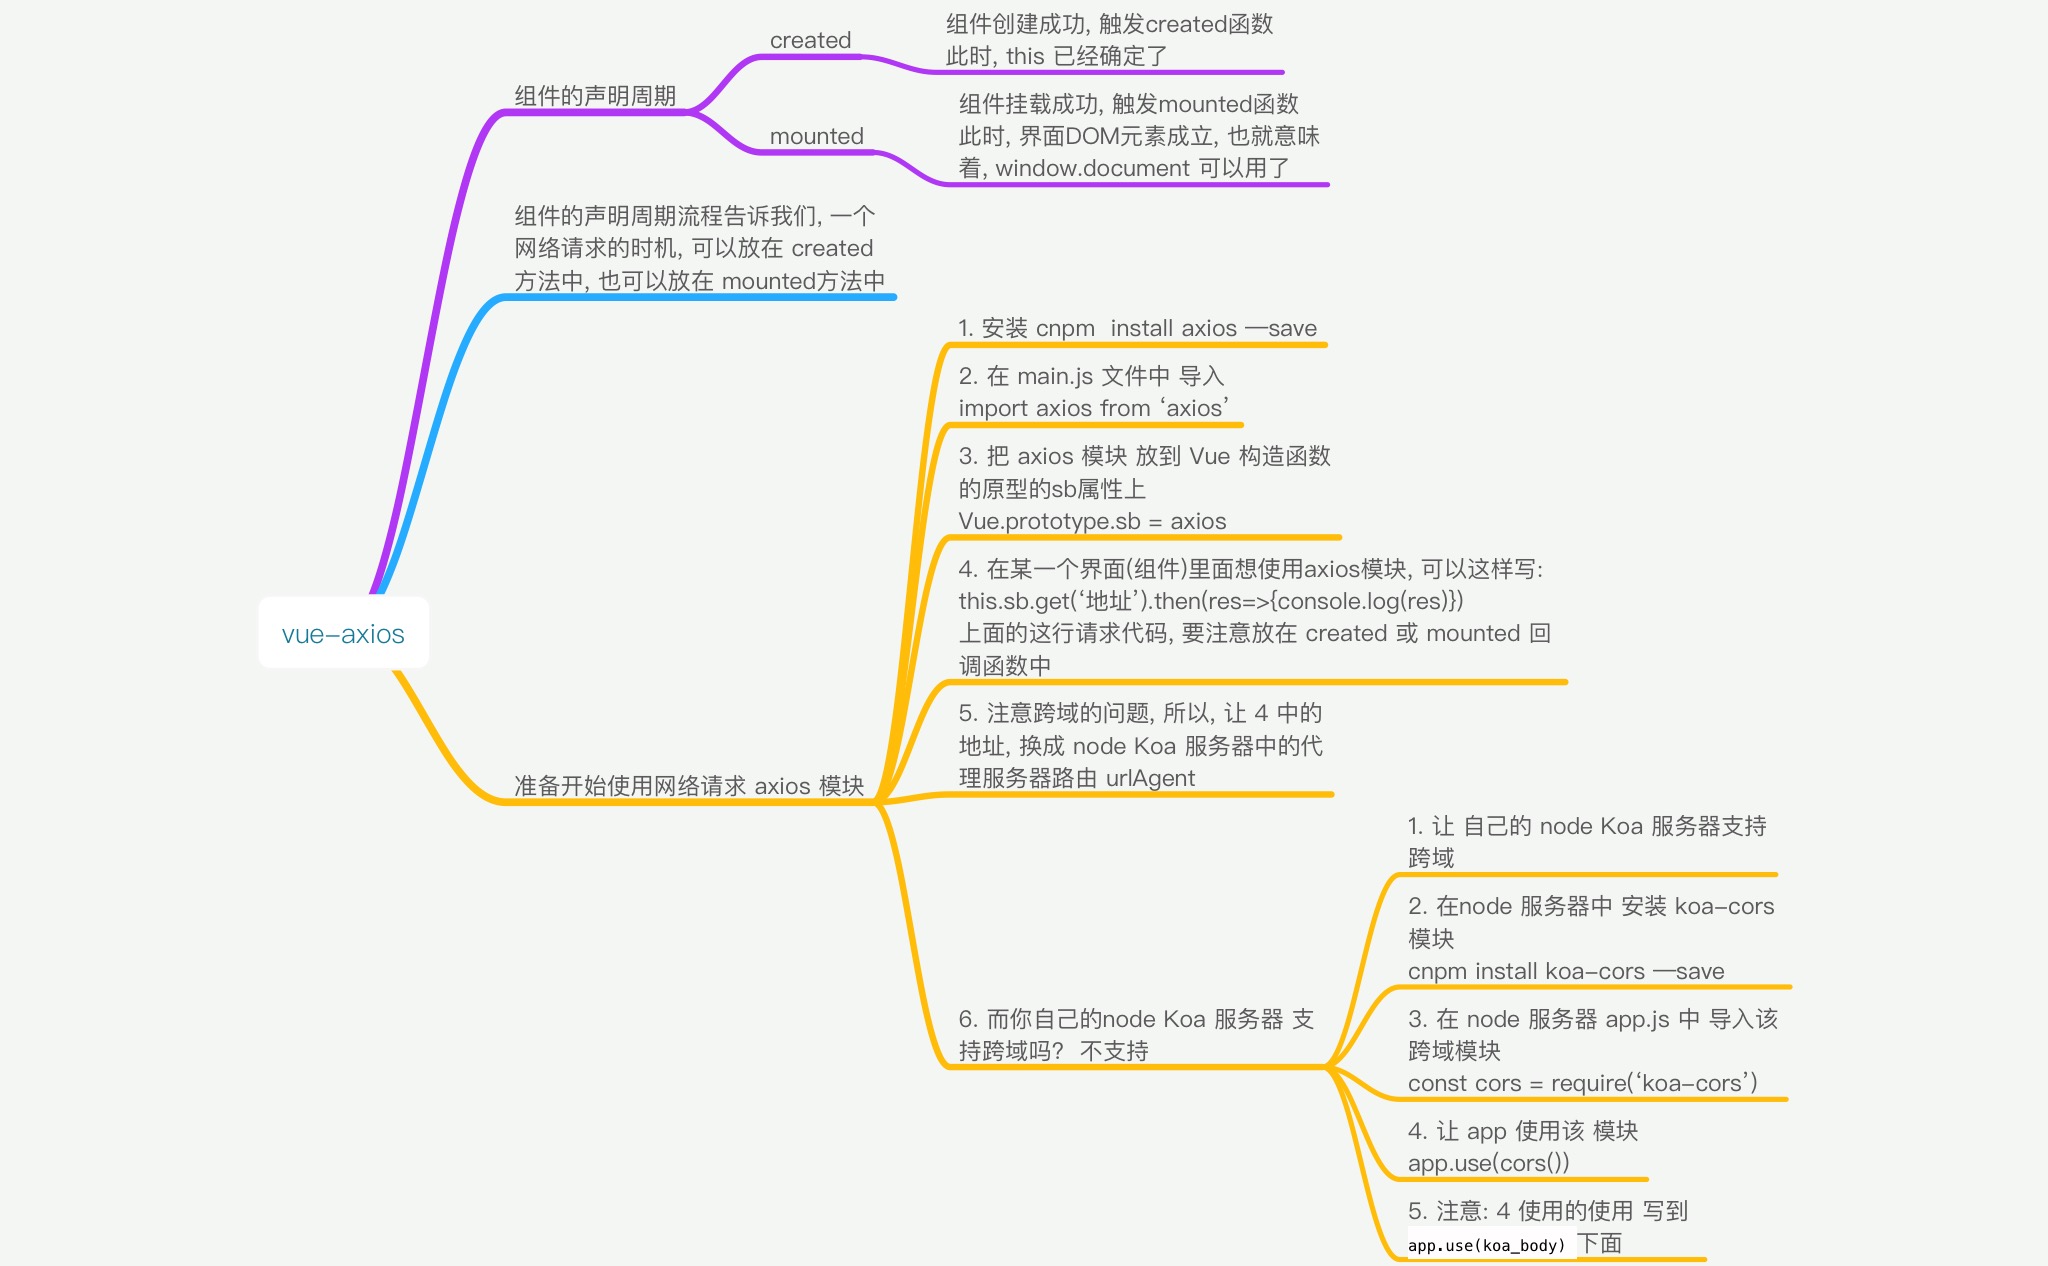 created
组件创建成功, 触发created函数
此时, this 已经确定了
组件的声明周期
mounted
组件挂载成功, 触发mounted函数
此时, 界面DOM元素成立, 也就意味
着, window.document 可以用了
组件的声明周期流程告诉我们, 一个
网络请求的时机, 可以放在 created
方法中, 也可以放在 mounted方法中
vue-axios
准备开始使用网络请求 axios 模块
1. 安装 cnpm  install axios —save
2. 在 main.js 文件中 导入
import axios from ‘axios’
3. 把 axios 模块 放到 Vue 构造函数
的原型的sb属性上
Vue.prototype.sb = axios
4. 在某一个界面(组件)里面想使用axios模块, 可以这样写:
this.sb.get(‘地址’).then(res=>{console.log(res)})
上面的这行请求代码, 要注意放在 created 或 mounted 回
调函数中
5. 注意跨域的问题, 所以, 让 4 中的
地址, 换成 node Koa 服务器中的代
理服务器路由 urlAgent
6. 而你自己的node Koa 服务器 支
持跨域吗？ 不支持
1. 让 自己的 node Koa 服务器支持
跨域
2. 在node 服务器中 安装 koa-cors
模块
cnpm install koa-cors —save
3. 在 node 服务器 app.js 中 导入该
跨域模块
const cors = require(‘koa-cors’)
4. 让 app 使用该 模块
app.use(cors())
5. 注意: 4 使用的使用 写到
app.use(koa_body) 下面